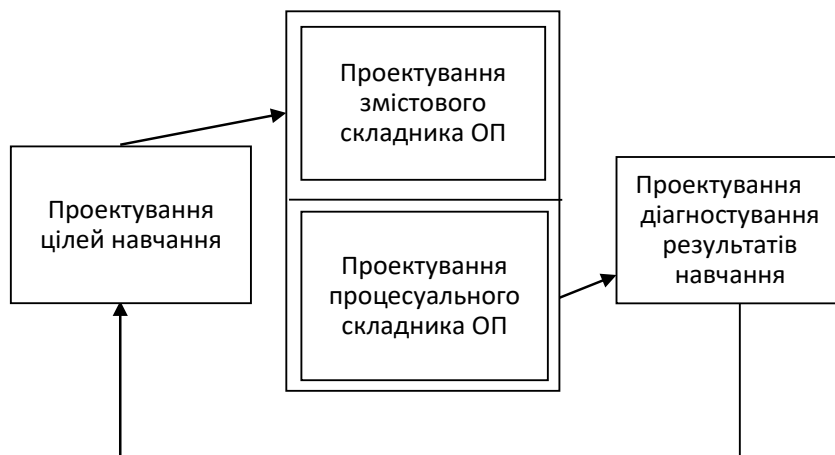 Проектування
цілей навчання
Проектування
змістового
складника ОП
Проектування
процесуального
складника ОП
Проектування
діагностування
результатів
навчання